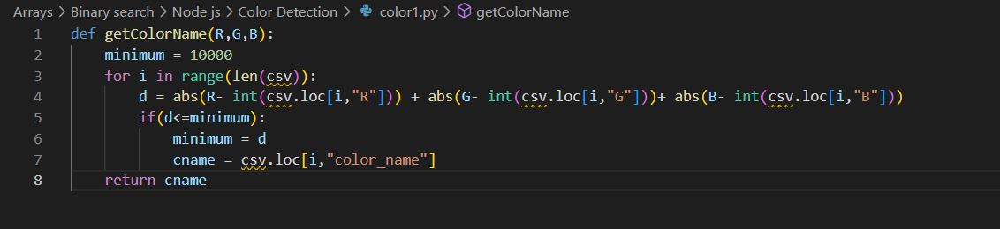 Arrays > Binary search > Node js > Color Detection > color1.py > getColorName
1 def getColorName(R,G,B):
2     minimum = 10000
3     for i in range(len(csv)):
4         d = abs(R- int(csv.loc[i,"R"])) + abs(G- int(csv.loc[i,"G"]))+ abs(B- int(csv.loc[i,"B"]))
5         if(d<=minimum):
6             minimum = d
7             cname = csv.loc[i,"color_name"]
8     return cname